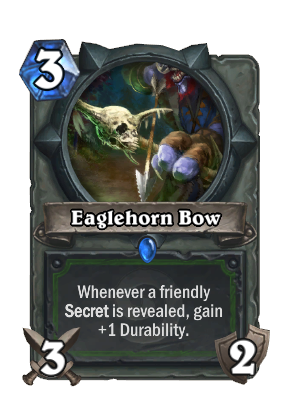 3
Eaglehorn Bow
Whenever a friendly
Secret is revealed, gain
+1 Durability.
3
2